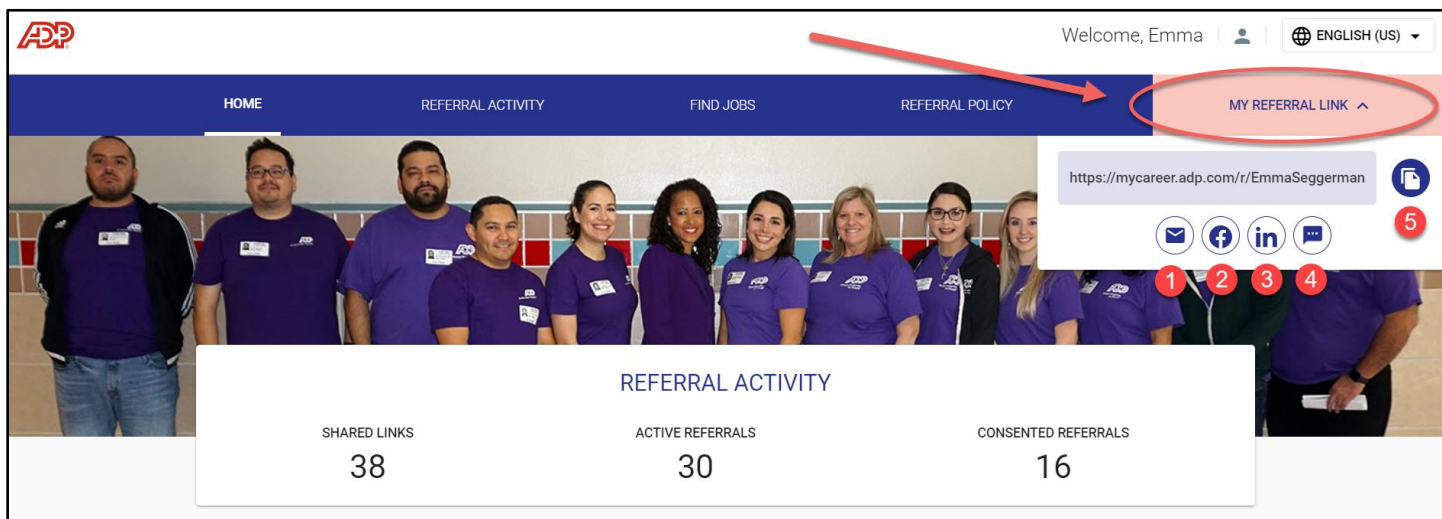 ADP
Welcome, Emma
ENGLISH (US)
HOME
REFERRAL ACTIVITY
FIND JOBS
REFERRAL POLICY
MY REFERRAL LINK
https://mycareer.adp.com/r/EmmaSeggerman
5
in
1 2 3 4
REFERRAL ACTIVITY
SHARED LINKS
ACTIVE REFERRALS
CONSENTED REFERRALS
38
30
16